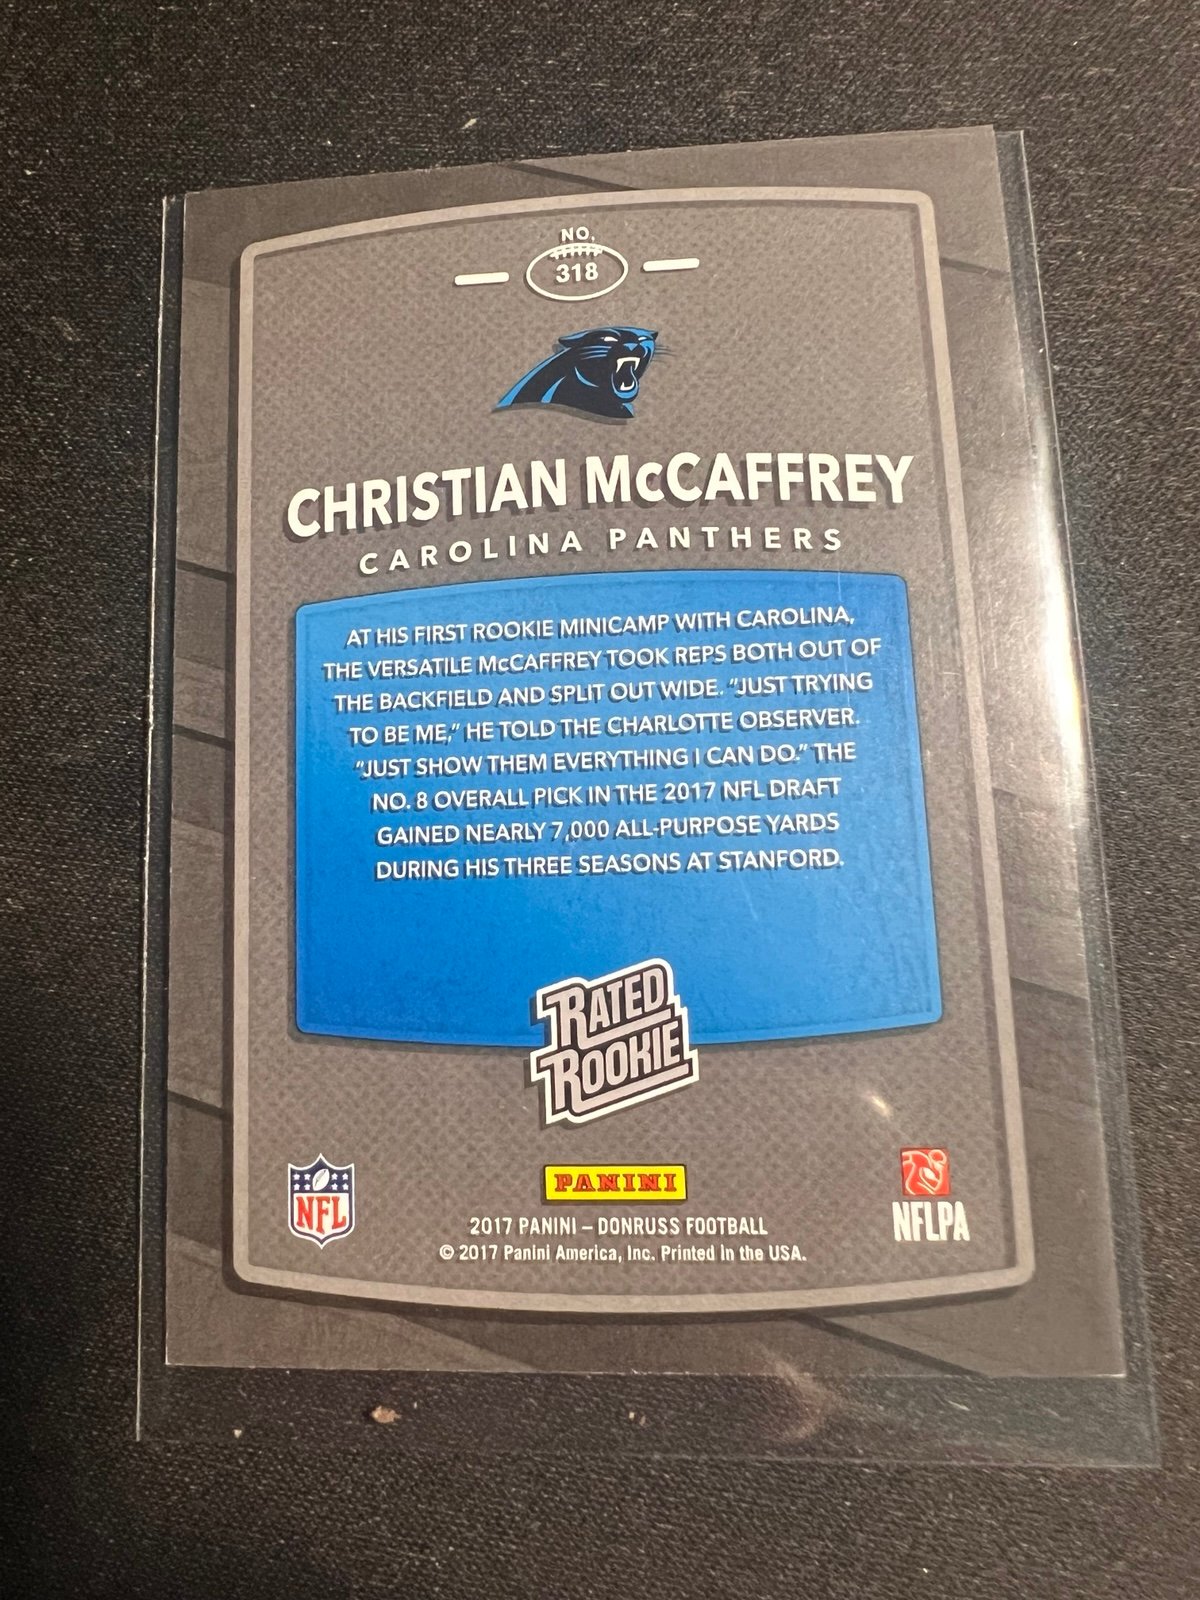 NO.
318
CHRISTIAN McCAFFREY
CAROLINA PANTHERS
AT HIS FIRST ROOKIE MINICAMP WITH CAROLINA,
THE VERSATILE McCAFFREY TOOK REPS BOTH OUT OF
THE BACKFIELD AND SPLIT OUT WIDE. “JUST TRYING
TO BE ME,” HE TOLD THE CHARLOTTE OBSERVER.
“JUST SHOW THEM EVERYTHING I CAN DO.” THE
NO. 8 OVERALL PICK IN THE 2017 NFL DRAFT
GAINED NEARLY 7,000 ALL-PURPOSE YARDS
DURING HIS THREE SEASONS AT STANFORD.
RATED
ROOKIE
NFL
PANINI
NFLPA
2017 PANINI – DONRUSS FOOTBALL
© 2017 Panini America, Inc. Printed in the USA.